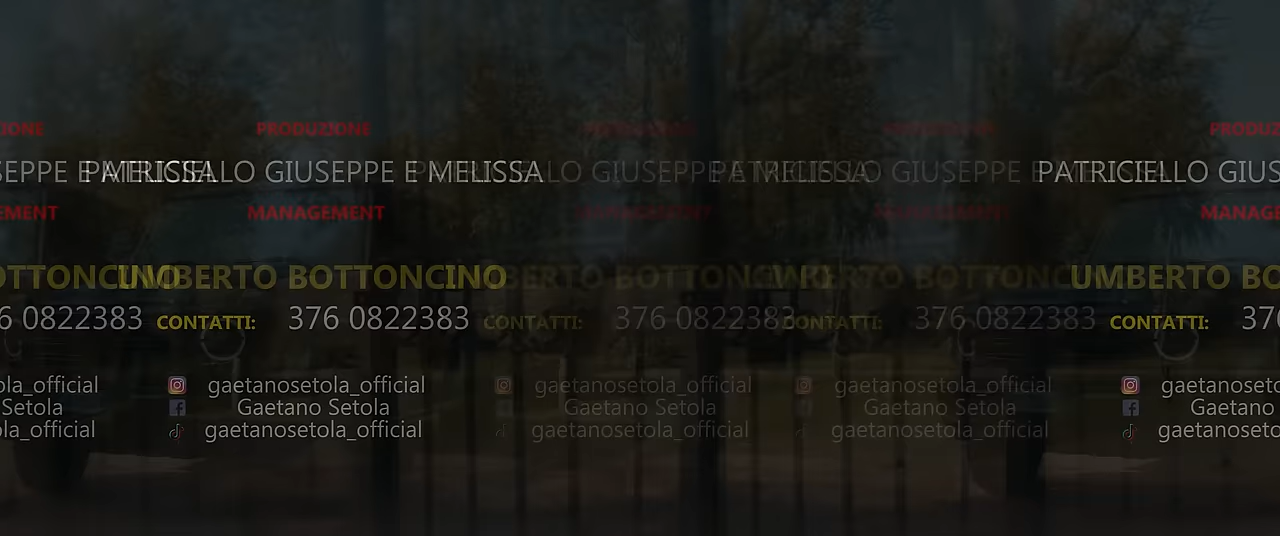 PRODUZIONE
PATRICIELLO GIUSEPPE E MELISSA
MANAGEMENT
UMBERTO BOTTONCINO
CONTATTI: 376 0822383
gaetanosetola_official
Gaetano Setola
gaetanosetola_official